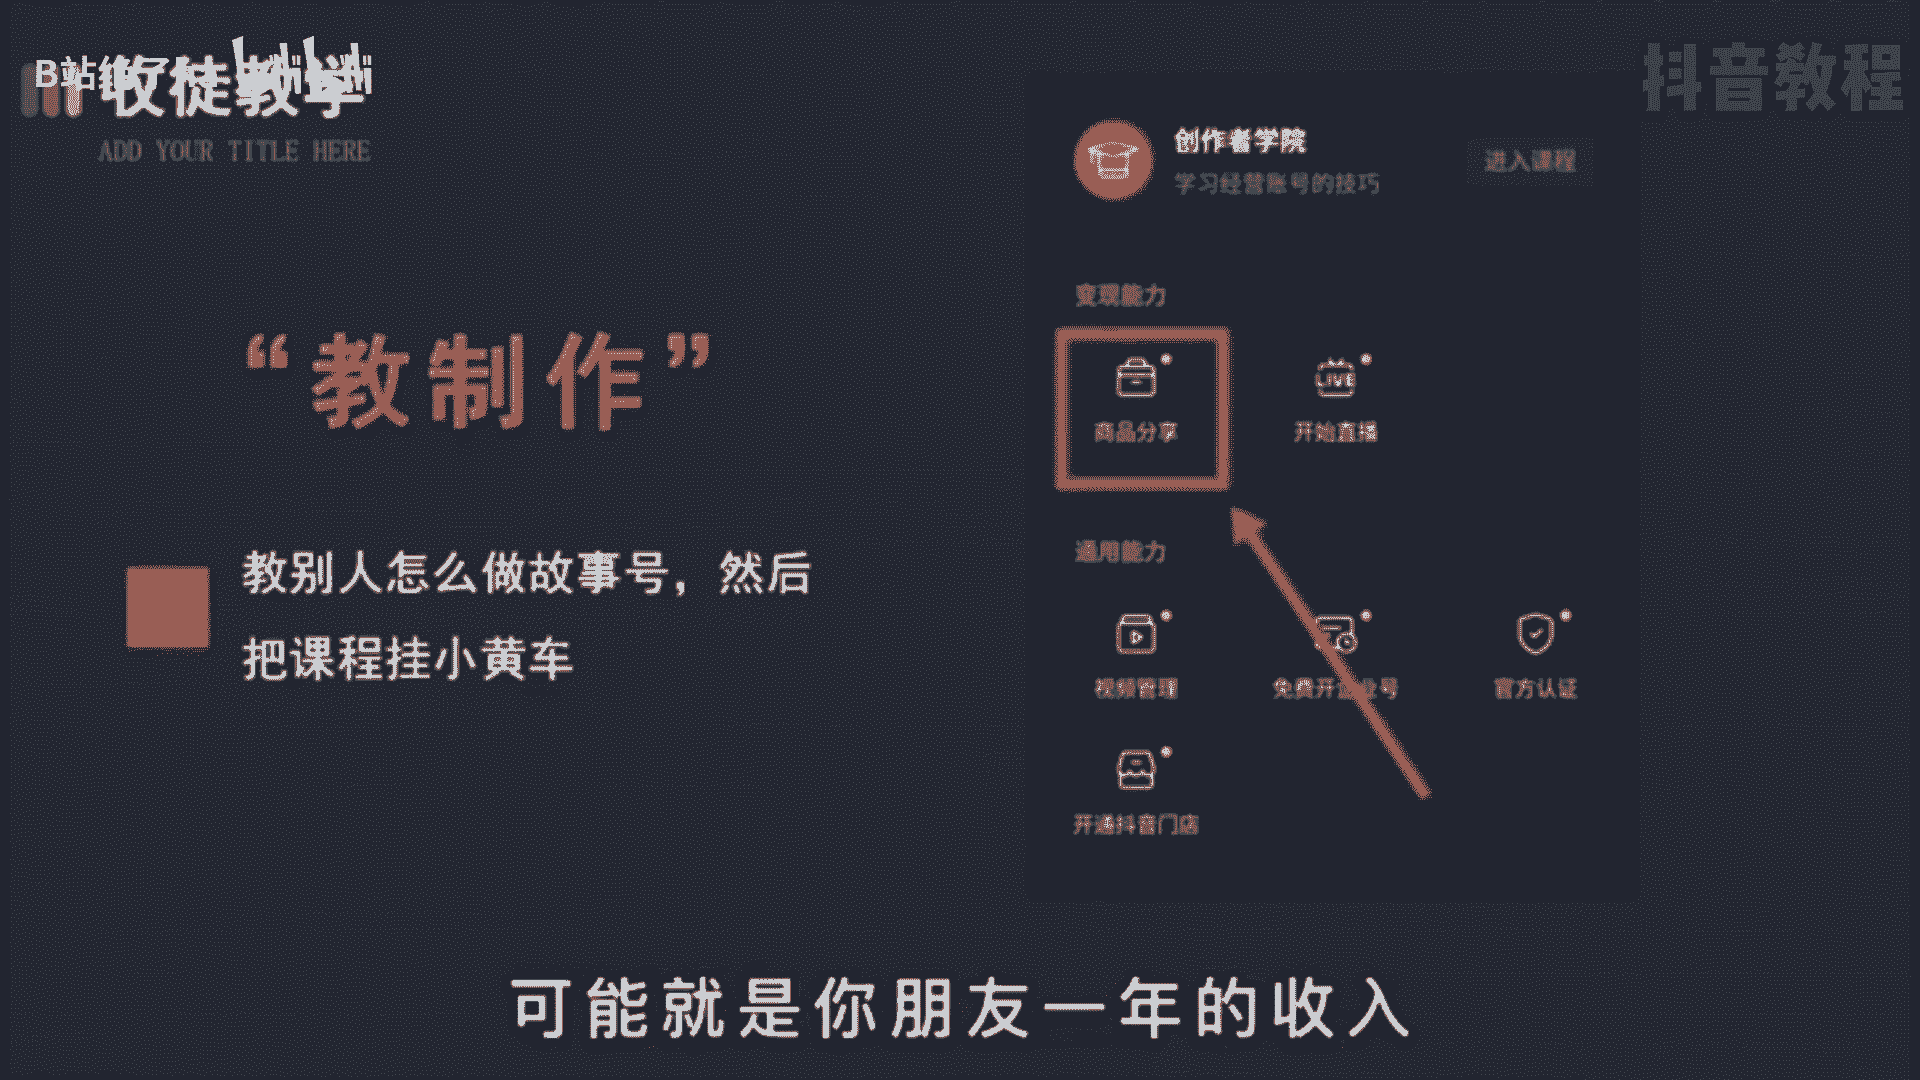 收徒教学
ADD YOUR TITLE HERE
抖音教程
“教制作”
教别人怎么做故事号，然后
把课程挂小黄车
创作者学院
学习经营账号的技巧
进入课程
变现能力
商品分享
LIVE
开始直播
通用能力
视频管理
免费开企业号
官方认证
开通抖音门店
可能就是你朋友一年的收入